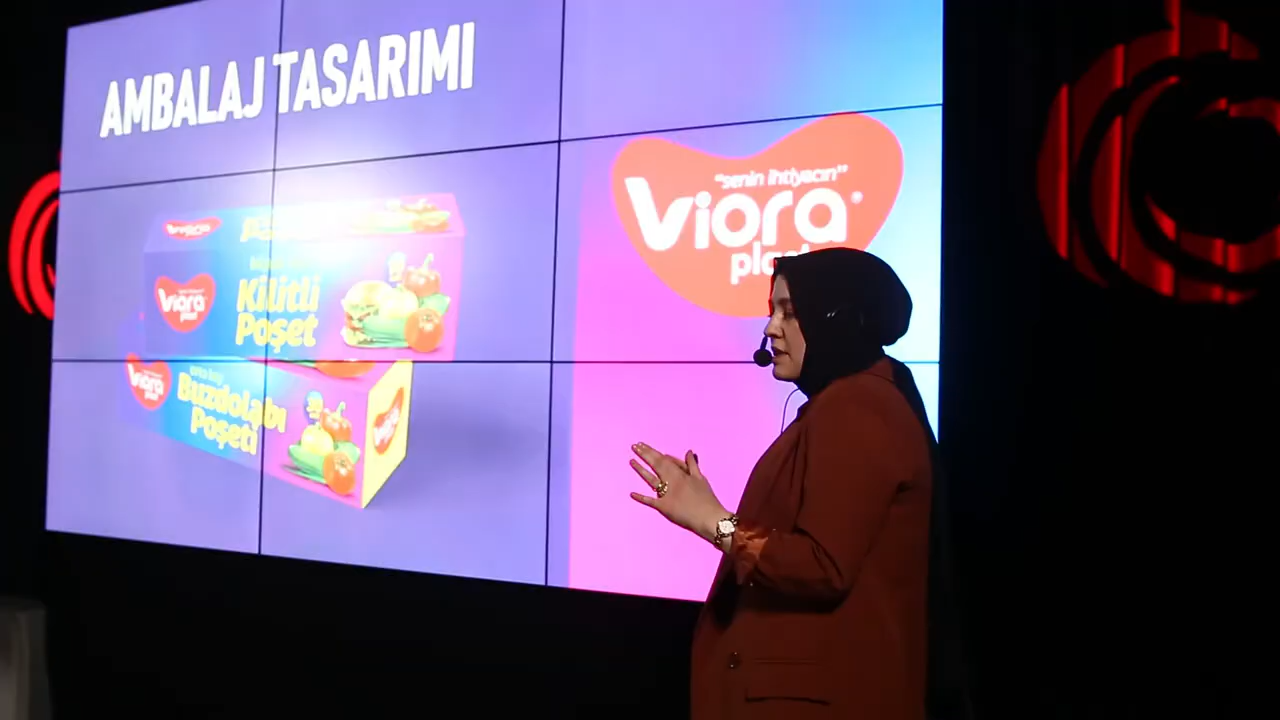 AMBALAJ TASARIMI
"senin ihtiyacın"
Viora
Viora
plast
Kilitli
Poşet
Viora
Buzdolabı
Poşeti